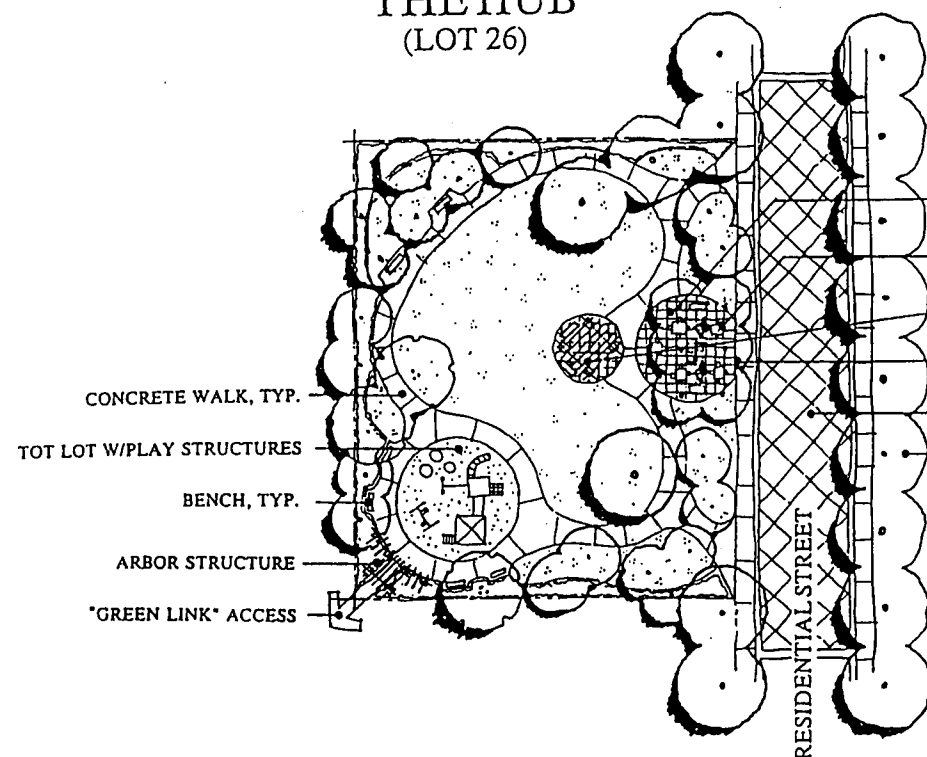 THE HUB
(LOT 26)
CONCRETE WALK, TYP.
TOT LOT W/PLAY STRUCTURES
BENCH, TYP.
ARBOR STRUCTURE
"GREEN LINK" ACCESS
RESIDENTIAL STREET